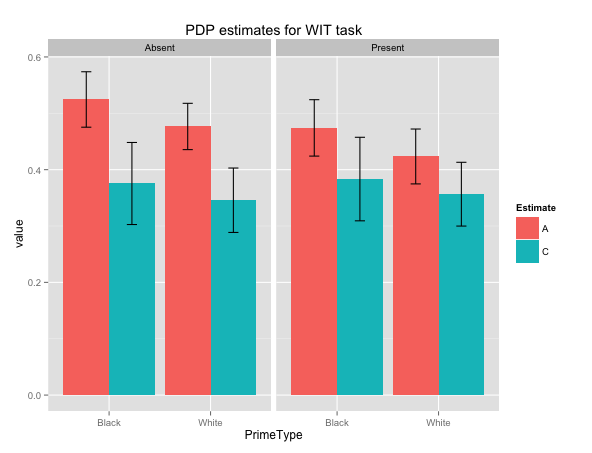 PDP estimates for WIT task
Absent
Present
0.6
0.4
0.2
0.0
value
Black
White
Black
White
PrimeType
Estimate
A
C